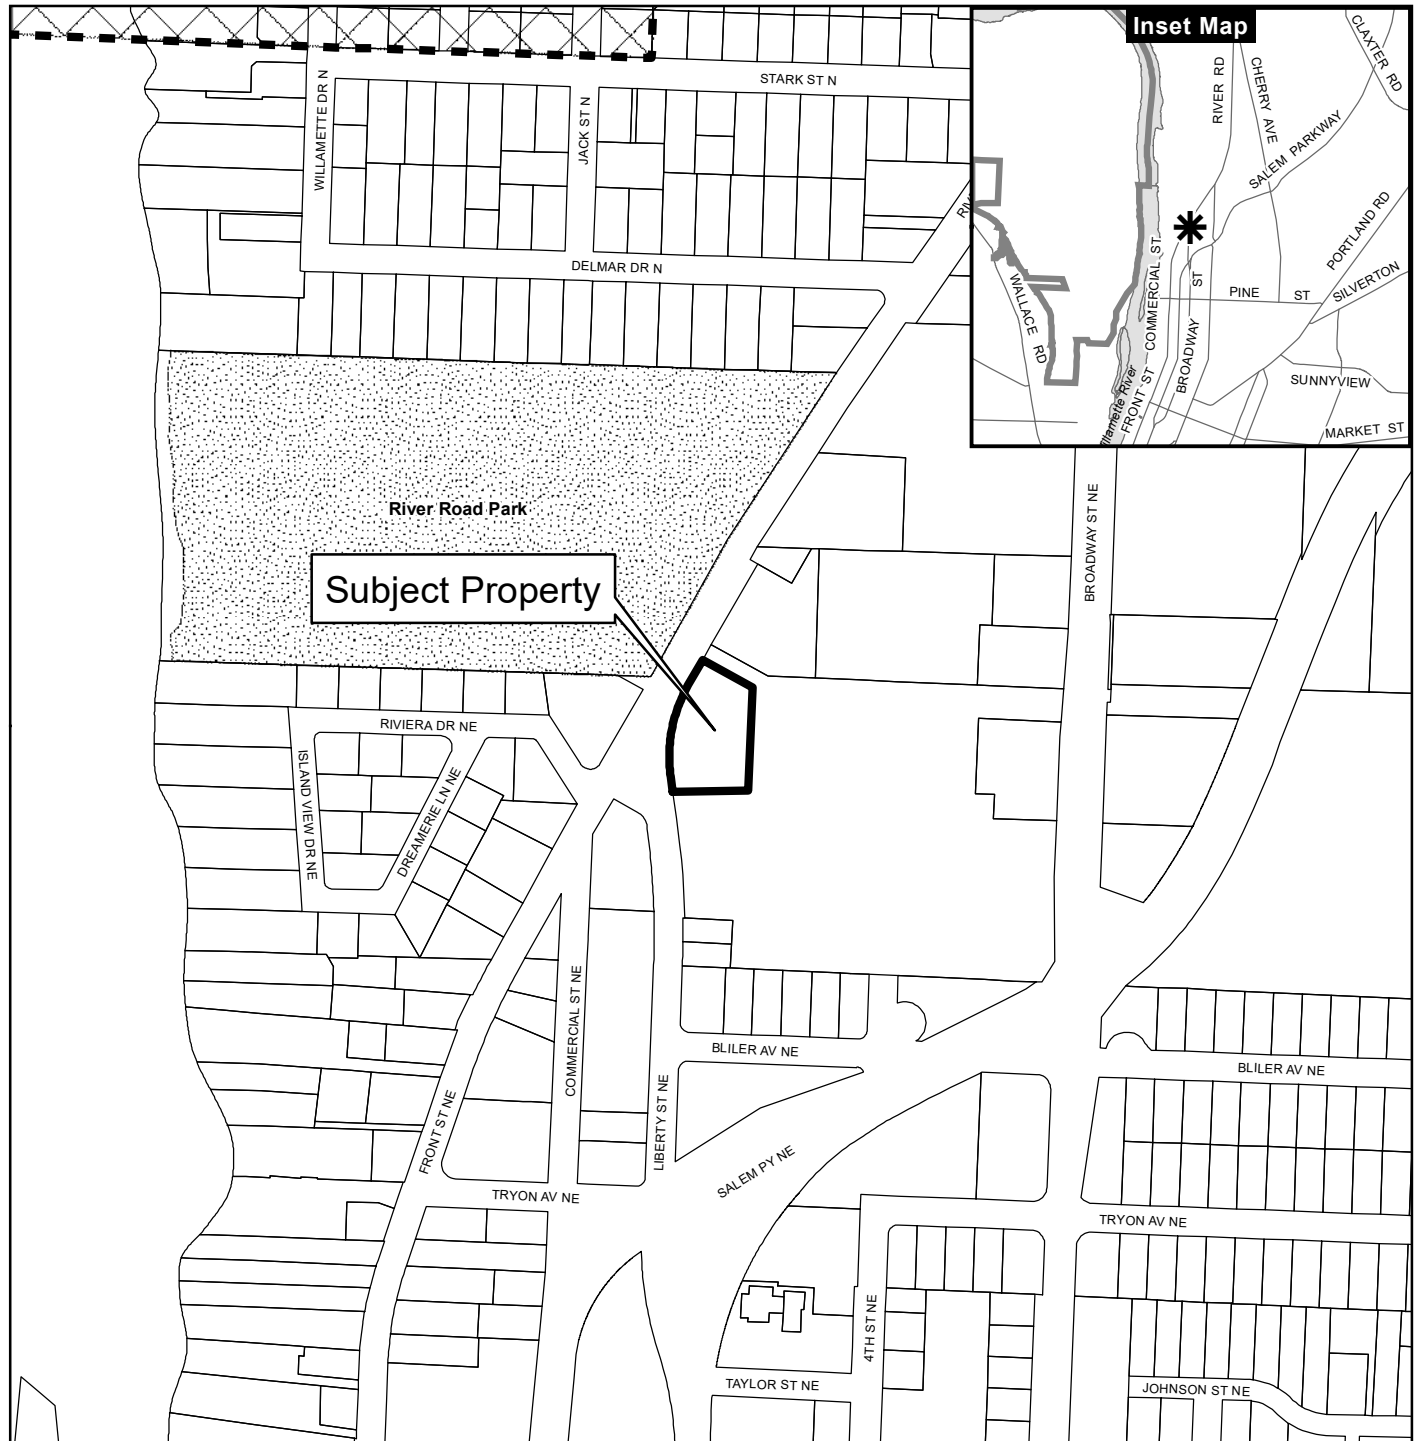 Inset Map
CLAXTER RD
RIVER RD
CHERRY AVE
SALEM PARKWAY
PORTLAND RD
SILVERTON
PINE ST
COMMERCIAL ST
BROADWAY ST
WALLACE RD
FRONT ST
SUNNYVIEW
MARKET ST
STARK ST N
WILLAMETTE DR N
JACK ST N
DELMAR DR N
River Road Park
Subject Property
BROADWAY ST NE
RIVIERA DR NE
ISLAND VIEW DR NE
DREAMERIE LN NE
COMMERCIAL ST NE
BLILER AV NE
BLILER AV NE
LIBERTY ST NE
FRONT ST NE
SALEM PY NE
TRYON AV NE
TRYON AV NE
4TH ST NE
TAYLOR ST NE
JOHNSON ST NE